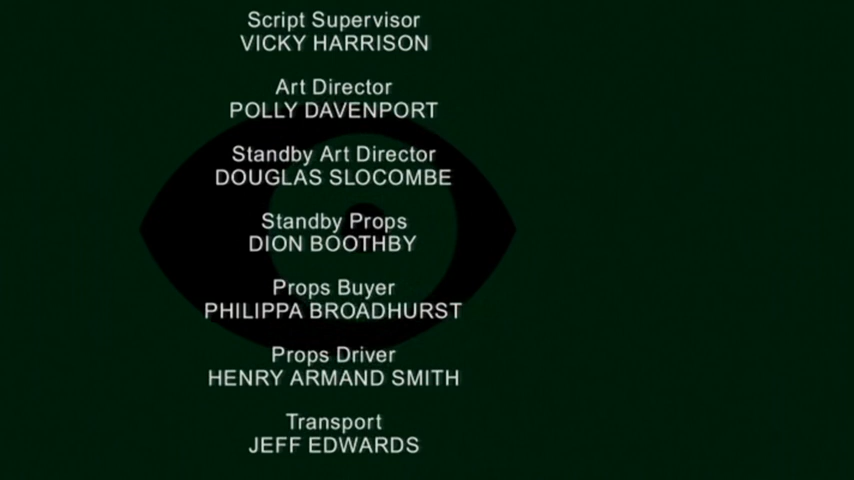 Script Supervisor
VICKY HARRISON
Art Director
POLLY DAVENPORT
Standby Art Director
DOUGLAS SLOCOMBE
Standby Props
DION BOOTHBY
Props Buyer
PHILIPPA BROADHURST
Props Driver
HENRY ARMAND SMITH
Transport
JEFF EDWARDS